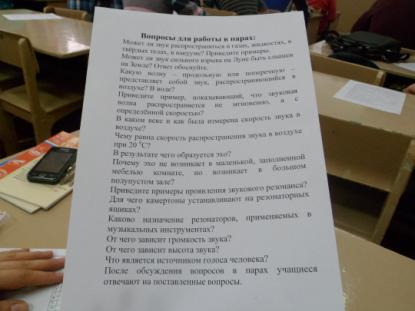 Вопросы для работы в парах:
Может ли звук распространяться в газах, жидкостях, в
твёрдых телах, в вакууме? Приведите примеры.
Может ли звук сильного взрыва на Луне быть слышен
на Земле? Ответ обоснуйте.
Какую волну – продольную или поперечную –
представляет собой звук, распространяющийся в
воздухе? В воде?
Приведите пример, показывающий, что звуковая
волна распространяется не мгновенно, а с
определённой скоростью?
В каком веке и как была измерена скорость звука в
воздухе?
Чему равна скорость распространения звука в воздухе
при 20 °С?
В результате чего образуется эхо?
Почему эхо не возникает в маленькой, заполненной
мебелью комнате, но возникает в большом
полупустом зале?
Приведите примеры проявления звукового резонанса?
Для чего камертоны устанавливают на резонаторных
ящиках?
Каково назначение резонаторов, применяемых в
музыкальных инструментах?
От чего зависит громкость звука?
От чего зависит высота звука?
Что является источником голоса человека?
После обсуждения вопросов в парах учащиеся
отвечают на поставленные вопросы.